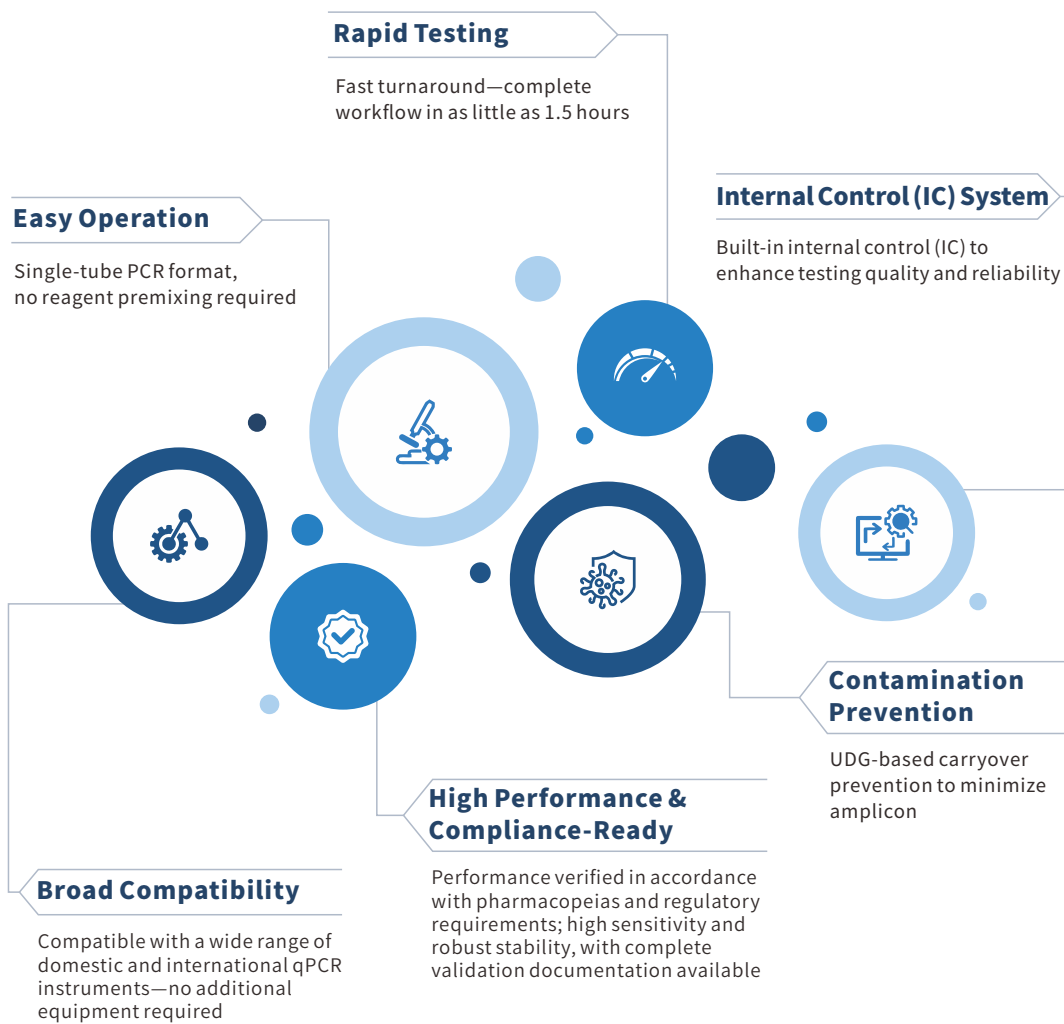 Rapid Testing
Fast turnaround—complete
workflow in as little as 1.5 hours
Internal Control (IC) System
Built-in internal control (IC) to
enhance testing quality and reliability
Easy Operation
Single-tube PCR format,
no reagent premixing required
Contamination
Prevention
UDG-based carryover
prevention to minimize
amplicon
High Performance &
Compliance-Ready
Performance verified in accordance
with pharmacopeias and regulatory
requirements; high sensitivity and
robust stability, with complete
validation documentation available
Broad Compatibility
Compatible with a wide range of
domestic and international qPCR
instruments—no additional
equipment required